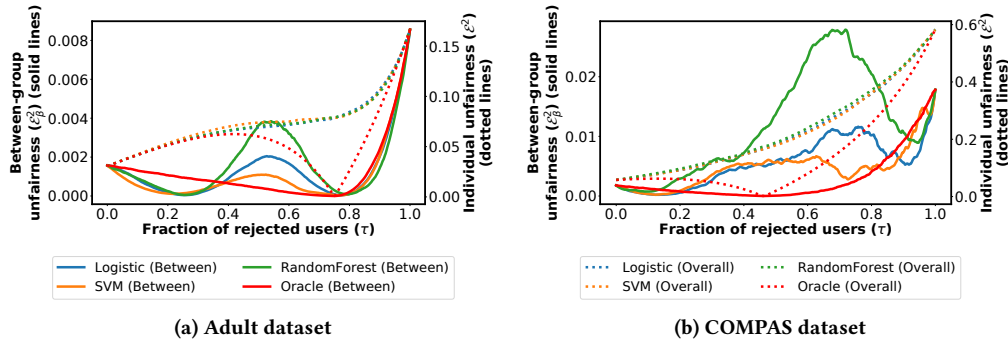 Between-group
unfairness (ℰ²_β) (solid lines)
0.008
0.006
0.004
0.002
0.000
0.15
0.10
0.05
0.00
Individual unfairness (ℰ²)
(dotted lines)
0.0 0.2 0.4 0.6 0.8 1.0
Fraction of rejected users (τ)
Between-group
unfairness (ℰ²_β) (solid lines)
0.02
0.01
0.00
0.6
0.4
0.2
0.0
Individual unfairness (ℰ²)
(dotted lines)
0.0 0.2 0.4 0.6 0.8 1.0
Fraction of rejected users (τ)
Logistic (Between) RandomForest (Between)
SVM (Between) Oracle (Between)
Logistic (Overall) RandomForest (Overall)
SVM (Overall) Oracle (Overall)
(a) Adult dataset
(b) COMPAS dataset